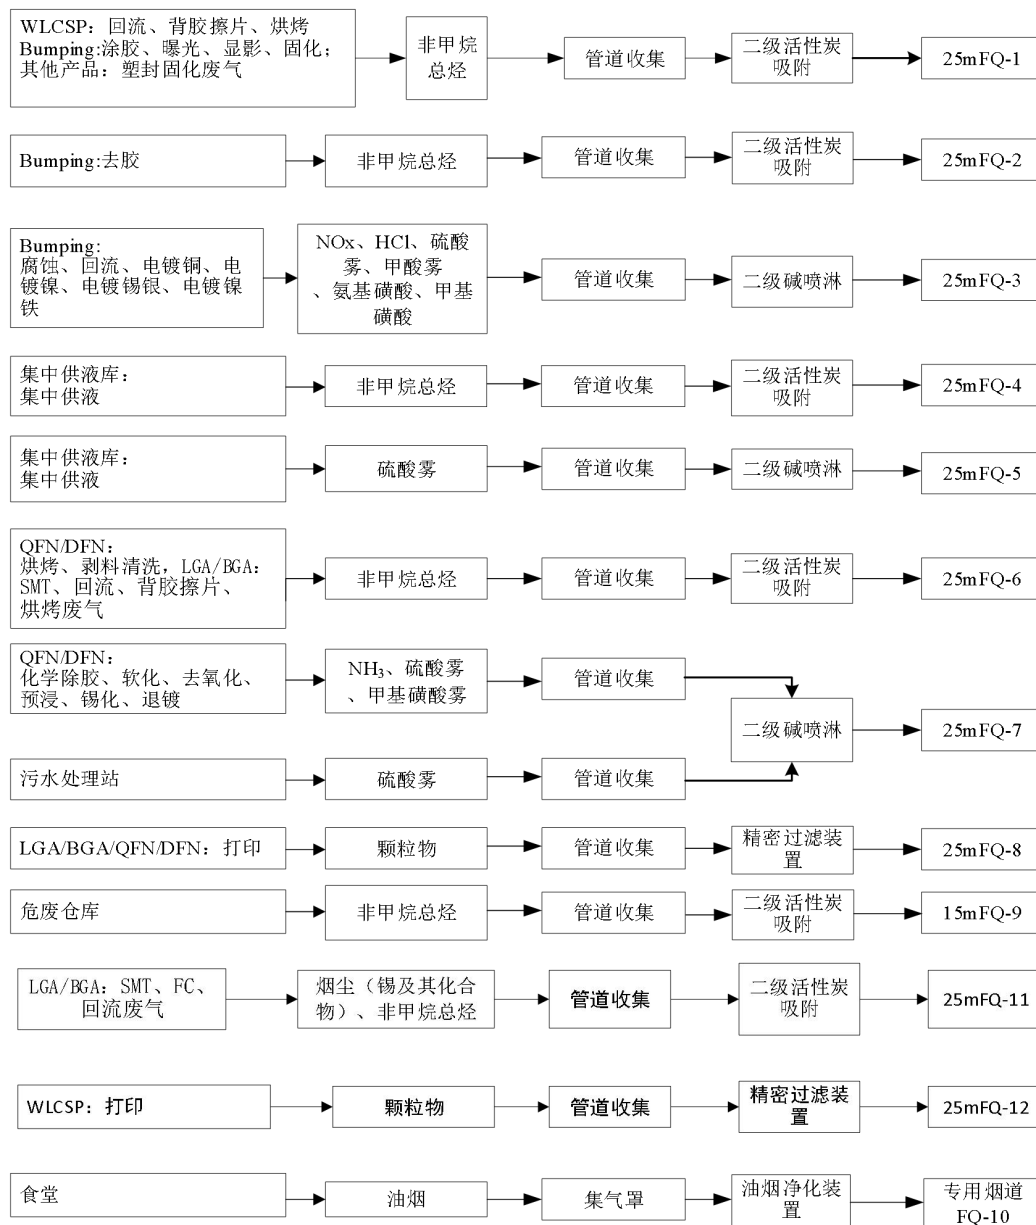 WLCSP：回流、背胶擦片、烘烤
Bumping:涂胶、曝光、显影、固化；
其他产品：塑封固化废气
非甲烷
总烃
管道收集
二级活性炭
吸附
25mFQ-1
Bumping:去胶
非甲烷总烃
管道收集
二级活性炭
吸附
25mFQ-2
Bumping:
腐蚀、回流、电镀铜、电
镀镍、电镀锡银、电镀镍
铁
NOx、HCl、硫酸
雾、甲酸雾
、氨基磺酸、甲基
磺酸
管道收集
二级碱喷淋
25mFQ-3
集中供液库：
集中供液
非甲烷总烃
管道收集
二级活性炭
吸附
25mFQ-4
集中供液库：
集中供液
硫酸雾
管道收集
二级碱喷淋
25mFQ-5
QFN/DFN：
烘烤、剥料清洗，LGA/BGA：
SMT、回流、背胶擦片、
烘烤废气
非甲烷总烃
管道收集
二级活性炭
吸附
25mFQ-6
QFN/DFN：
化学除胶、软化、去氧化、
预浸、锡化、退镀
NH₃、硫酸雾
、甲基磺酸雾
管道收集
二级碱喷淋
25mFQ-7
污水处理站
硫酸雾
管道收集
LGA/BGA/QFN/DFN：打印
颗粒物
管道收集
精密过滤装
置
25mFQ-8
危废仓库
非甲烷总烃
管道收集
二级活性炭
吸附
15mFQ-9
LGA/BGA：SMT、FC、
回流废气
烟尘（锡及其化合
物）、非甲烷总烃
管道收集
二级活性炭
吸附
25mFQ-11
WLCSP：打印
颗粒物
管道收集
精密过滤装
置
25mFQ-12
食堂
油烟
集气罩
油烟净化装
置
专用烟道
FQ-10